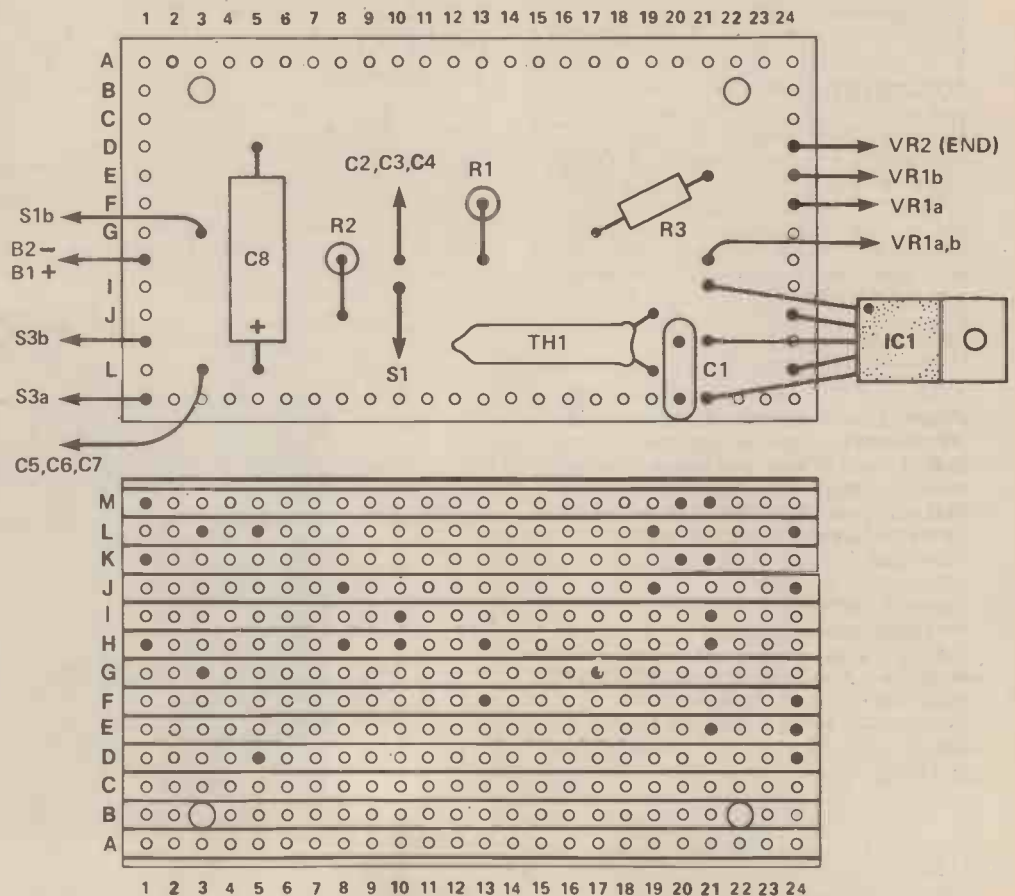 1 2 3 4 5 6 7 8 9 10 11 12 13 14 15 16 17 18 19 20 21 22 23 24
A
B
C
D
E
F
G
I
J
L
S1b
B2 −
B1 +
S3b
S3a
C5,C6,C7
C8
+
R2
C2,C3,C4
S1
R1
TH1
R3
C1
VR2 (END)
VR1b
VR1a
VR1a,b
IC1
M
L
K
J
I
H
G
F
E
D
C
B
A
1 2 3 4 5 6 7 8 9 10 11 12 13 14 15 16 17 18 19 20 21 22 23 24